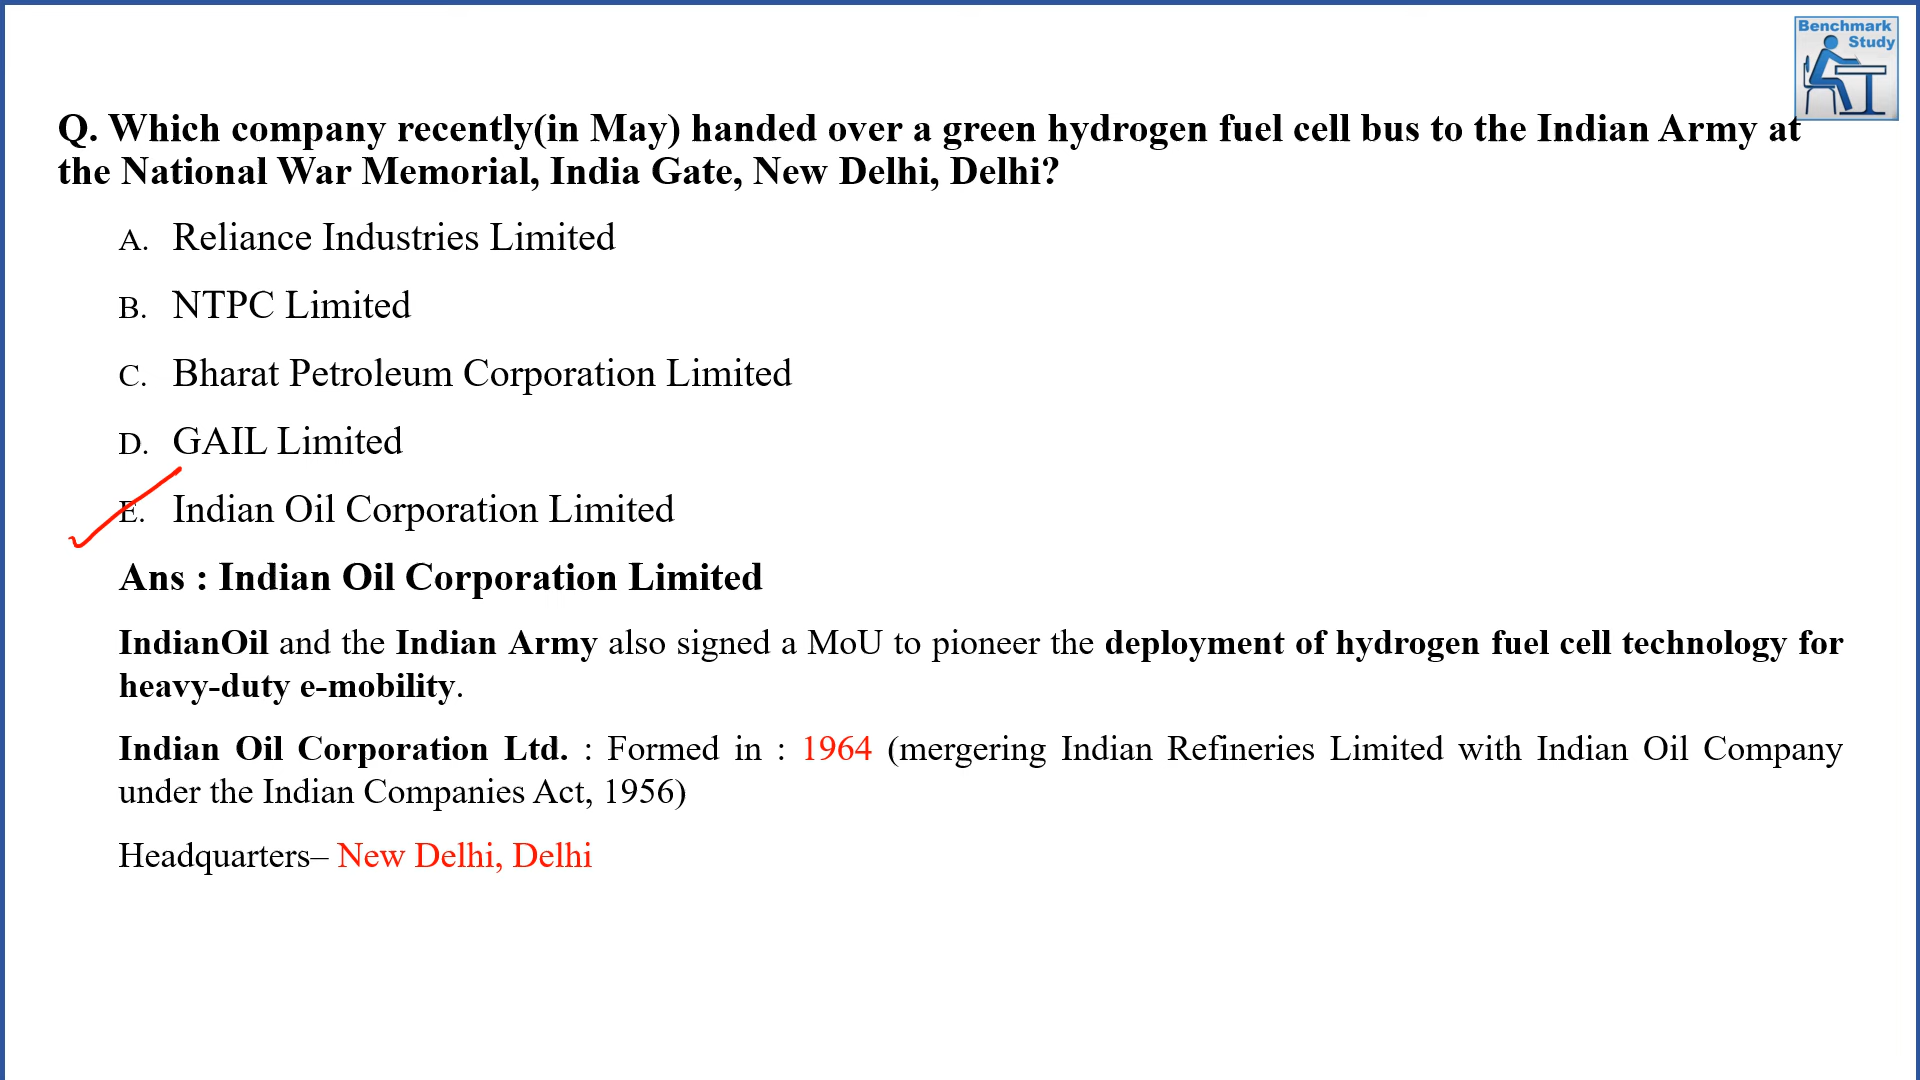 Benchmark
Study
Q. Which company recently(in May) handed over a green hydrogen fuel cell bus to the Indian Army at
the National War Memorial, India Gate, New Delhi, Delhi?
A. Reliance Industries Limited
B. NTPC Limited
C. Bharat Petroleum Corporation Limited
D. GAIL Limited
E. Indian Oil Corporation Limited
Ans : Indian Oil Corporation Limited
IndianOil and the Indian Army also signed a MoU to pioneer the deployment of hydrogen fuel cell technology for
heavy-duty e-mobility.
Indian Oil Corporation Ltd. : Formed in : 1964 (mergering Indian Refineries Limited with Indian Oil Company
under the Indian Companies Act, 1956)
Headquarters– New Delhi, Delhi